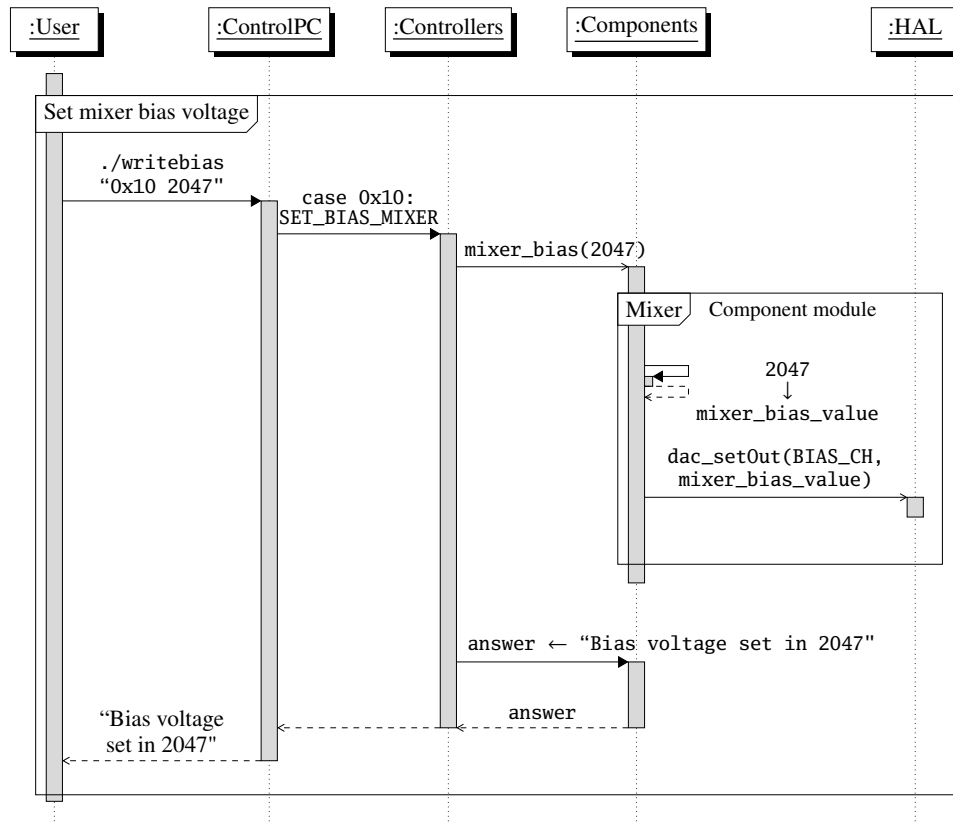 :User
:ControlPC
:Controllers
:Components
:HAL
Set mixer bias voltage
./writebias
“0x10 2047"
case 0x10:
SET_BIAS_MIXER
mixer_bias(2047)
Mixer
Component module
2047
↓
mixer_bias_value
dac_setOut(BIAS_CH,
mixer_bias_value)
answer ← “Bias voltage set in 2047"
answer
“Bias voltage
set in 2047"